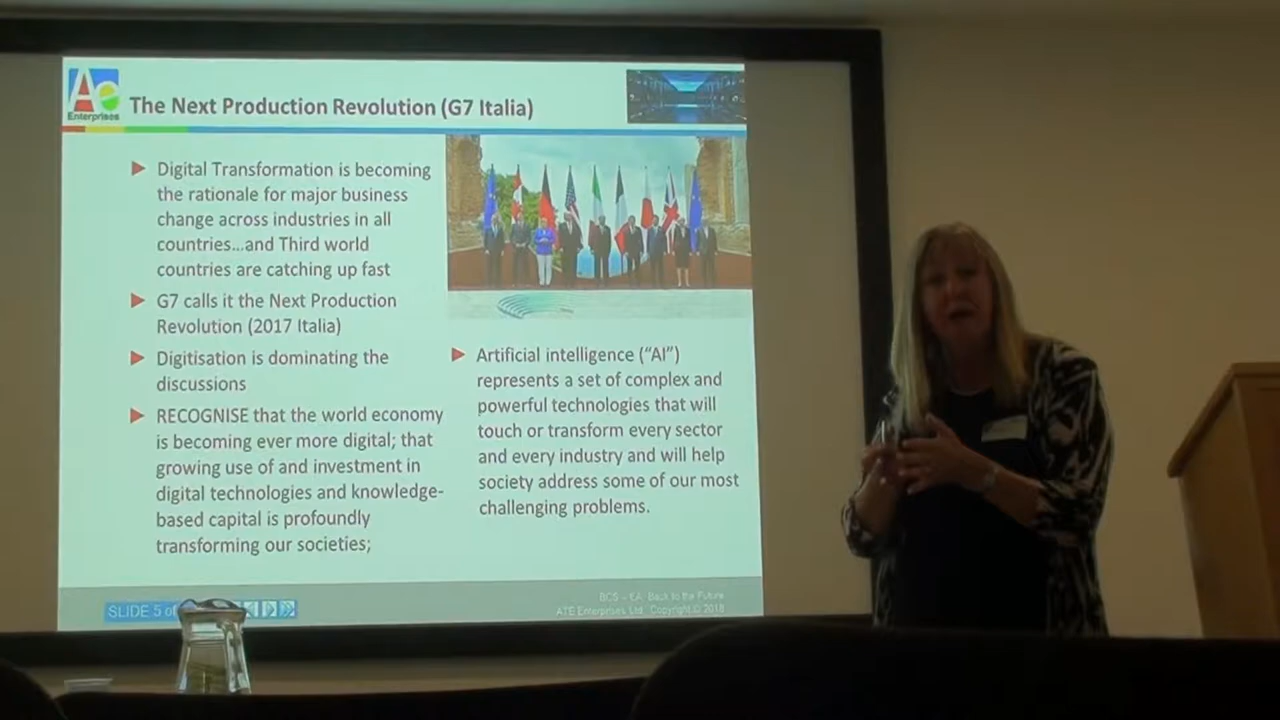 Ae
Enterprises
The Next Production Revolution (G7 Italia)
Digital Transformation is becoming
the rationale for major business
change across industries in all
countries...and Third world
countries are catching up fast
G7 calls it the Next Production
Revolution (2017 Italia)
Digitisation is dominating the
discussions
RECOGNISE that the world economy
is becoming ever more digital; that
growing use of and investment in
digital technologies and knowledge-
based capital is profoundly
transforming our societies;
Artificial intelligence (“AI”)
represents a set of complex and
powerful technologies that will
touch or transform every sector
and every industry and will help
society address some of our most
challenging problems.
SLIDE 5 of
BCS – EA: Back to the Future
ATE Enterprises Ltd. Copyright © 2018